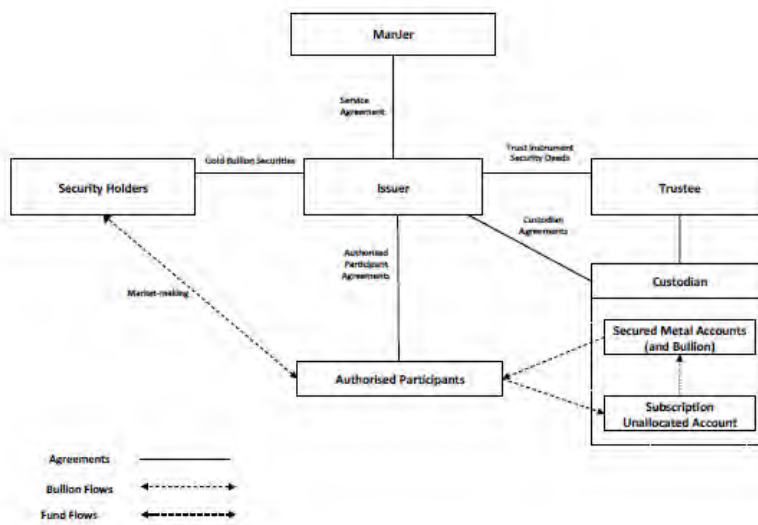 ManJer
Service
Agreement
Gold Bullion Securities
Trust Instrument
Security Deeds
Security Holders
Issuer
Trustee
Custodian
Agreements
Authorised
Participant
Agreements
Custodian
Market-making
Secured Metal Accounts
(and Bullion)
Authorised Participants
Subscription
Unallocated Account
Agreements
Bullion Flows
Fund Flows